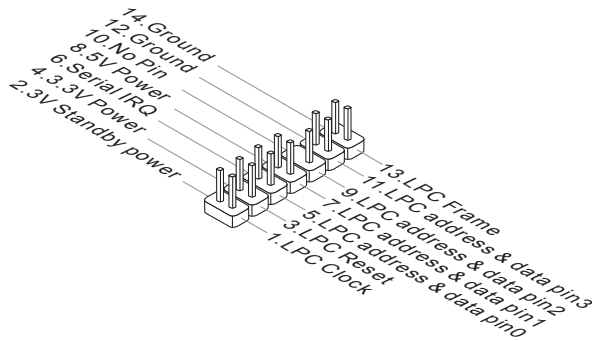 14.Ground
12.Ground
10.No Pin
8.5V Power
6.Serial IRQ
4.3.3V Power
2.3V Standby power
13.LPC Frame
11.LPC address & data pin3
9.LPC address & data pin2
7.LPC address & data pin1
5.LPC address & data pin0
3.LPC Reset
1.LPC Clock